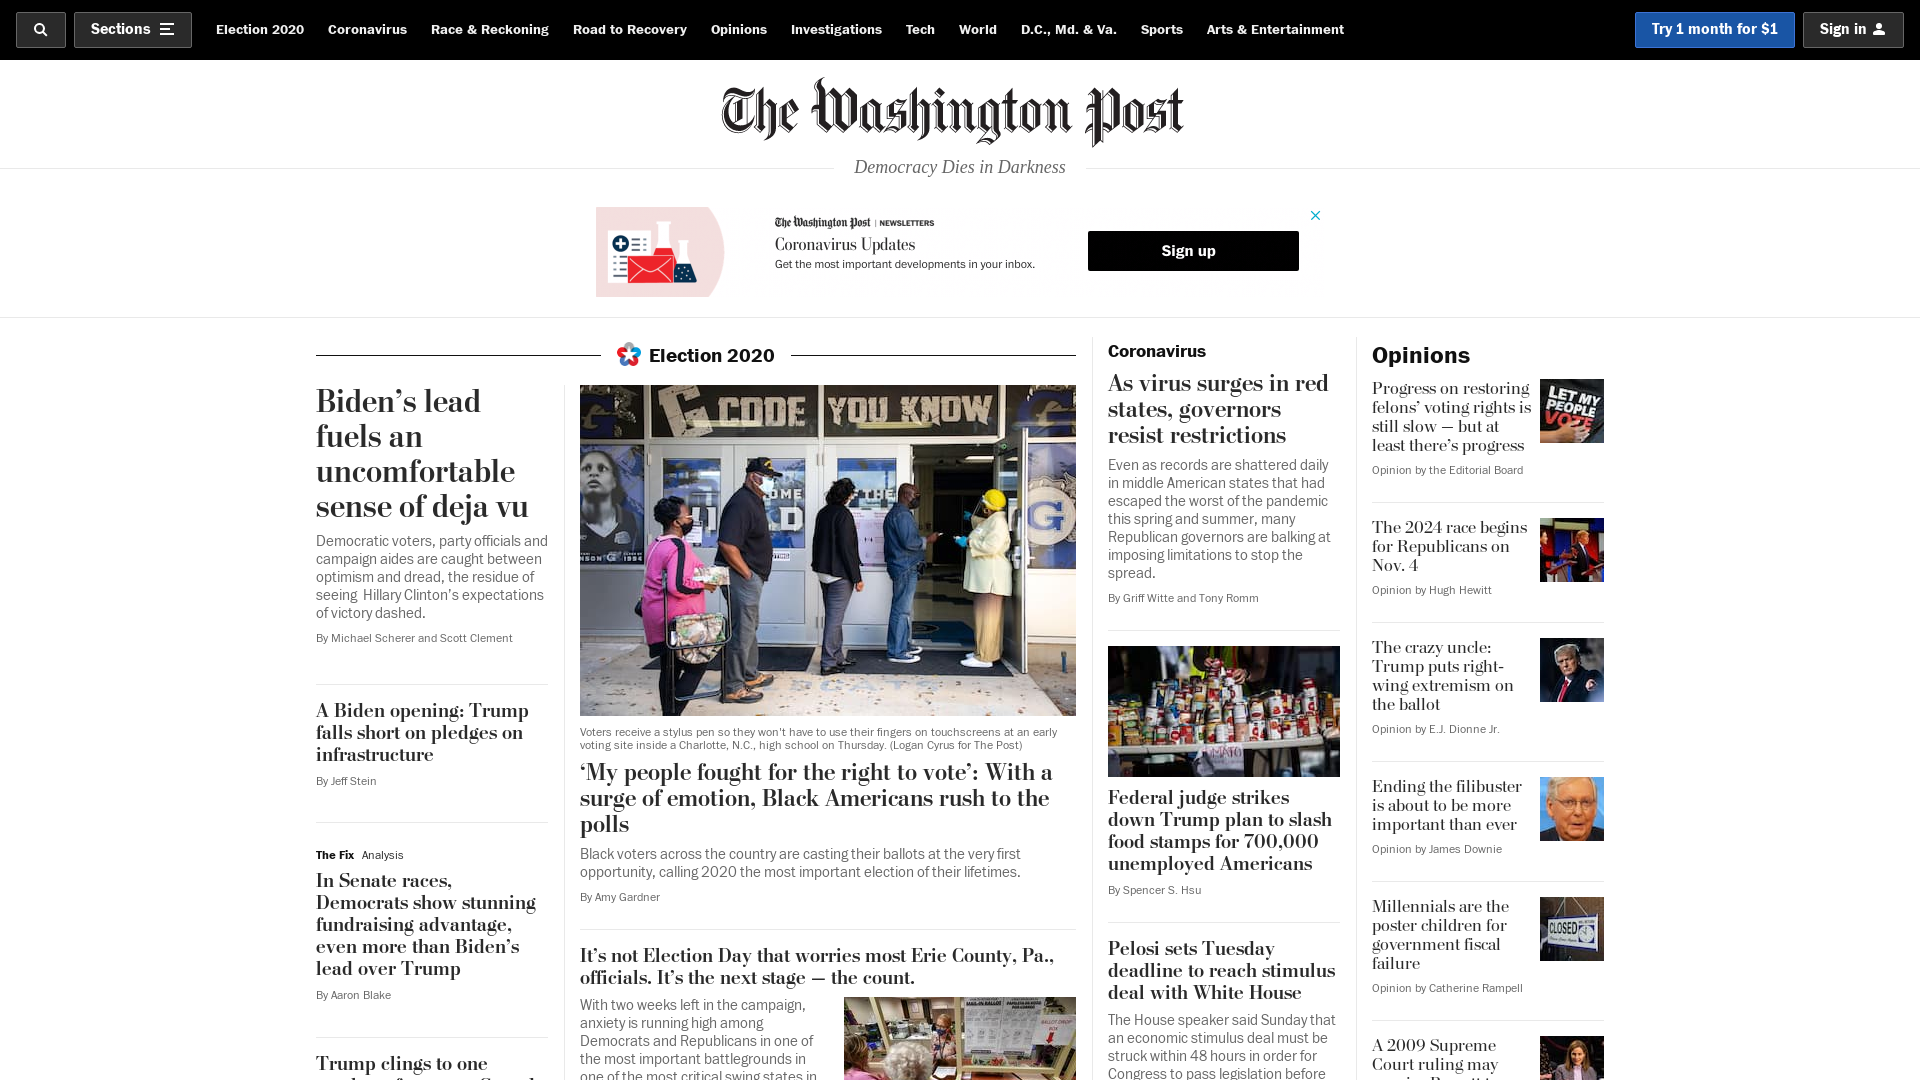 Sections
Election 2020
Coronavirus
Race & Reckoning
Road to Recovery
Opinions
Investigations
Tech
World
D.C., Md. & Va.
Sports
Arts & Entertainment
Try 1 month for $1
Sign in
The Washington Post
Democracy Dies in Darkness
The Washington Post | NEWSLETTERS
Coronavirus Updates
Get the most important developments in your inbox.
Sign up
Election 2020
Biden’s lead
fuels an
uncomfortable
sense of deja vu
Democratic voters, party officials and
campaign aides are caught between
optimism and dread, the residue of
seeing Hillary Clinton’s expectations
of victory dashed.
By Michael Scherer and Scott Clement
A Biden opening: Trump
falls short on pledges on
infrastructure
By Jeff Stein
The Fix Analysis
In Senate races,
Democrats show stunning
fundraising advantage,
even more than Biden’s
lead over Trump
By Aaron Blake
Trump clings to one
CODE YOU KNOW
G
Voters receive a stylus pen so they won't have to use their fingers on touchscreens at an early
voting site inside a Charlotte, N.C., high school on Thursday. (Logan Cyrus for The Post)
‘My people fought for the right to vote’: With a
surge of emotion, Black Americans rush to the
polls
Black voters across the country are casting their ballots at the very first
opportunity, calling 2020 the most important election of their lifetimes.
By Amy Gardner
It’s not Election Day that worries most Erie County, Pa.,
officials. It’s the next stage — the count.
With two weeks left in the campaign,
anxiety is running high among
Democrats and Republicans in one of
the most important battlegrounds in
one of the most critical swing states in
Coronavirus
As virus surges in red
states, governors
resist restrictions
Even as records are shattered daily
in middle American states that had
escaped the worst of the pandemic
this spring and summer, many
Republican governors are balking at
imposing limitations to stop the
spread.
By Griff Witte and Tony Romm
Federal judge strikes
down Trump plan to slash
food stamps for 700,000
unemployed Americans
By Spencer S. Hsu
Pelosi sets Tuesday
deadline to reach stimulus
deal with White House
The House speaker said Sunday that
an economic stimulus deal must be
struck within 48 hours in order for
Congress to pass legislation before
Opinions
Progress on restoring
felons’ voting rights is
still slow — but at
least there’s progress
Opinion by the Editorial Board
LET MY
PEOPLE
VOTE
The 2024 race begins
for Republicans on
Nov. 4
Opinion by Hugh Hewitt
The crazy uncle:
Trump puts right-
wing extremism on
the ballot
Opinion by E.J. Dionne Jr.
Ending the filibuster
is about to be more
important than ever
Opinion by James Downie
Millennials are the
poster children for
government fiscal
failure
Opinion by Catherine Rampell
CLOSED
A 2009 Supreme
Court ruling may